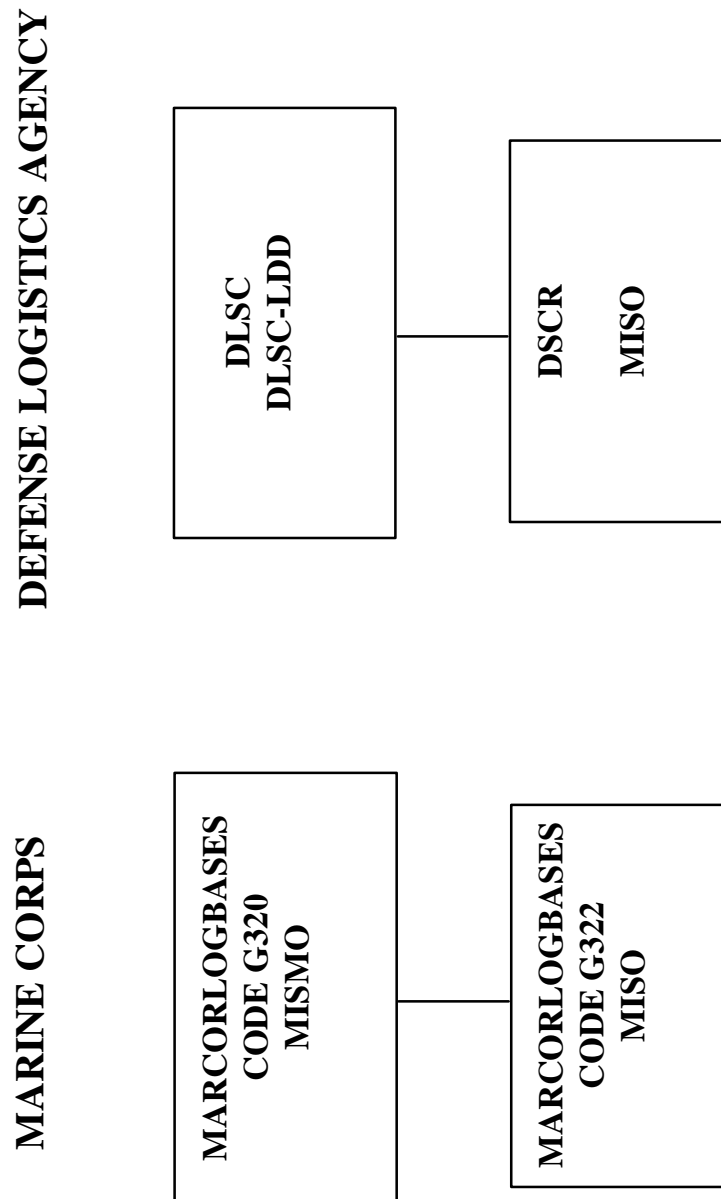 MARINE CORPS
MARCORLOGBASES
CODE G320
MISMO
MARCORLOGBASES
CODE G322
MISO
DEFENSE LOGISTICS AGENCY
DLSC
DLSC-LDD
DSCR
MISO